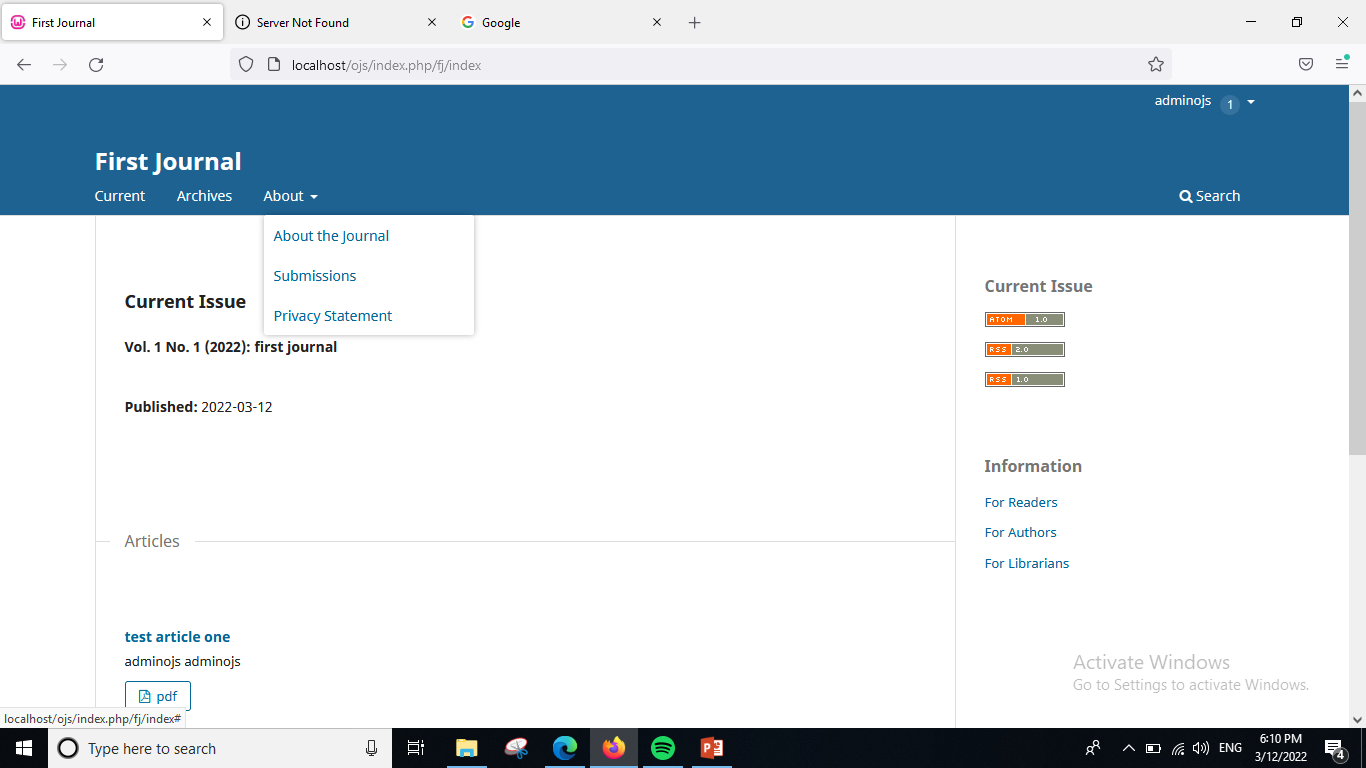 First Journal
Server Not Found
Google
localhost/ojs/index.php/fj/index
adminojs 1
First Journal
Current Archives About Search
About the Journal
Submissions
Privacy Statement
Current Issue
Vol. 1 No. 1 (2022): first journal
Published: 2022-03-12
Articles
test article one
adminojs adminojs
pdf
Current Issue
ATOM 1.0
RSS 2.0
RSS 1.0
Information
For Readers
For Authors
For Librarians
Activate Windows
Go to Settings to activate Windows.
localhost/ojs/index.php/fj/index#
Type here to search
ENG
6:10 PM
3/12/2022
4